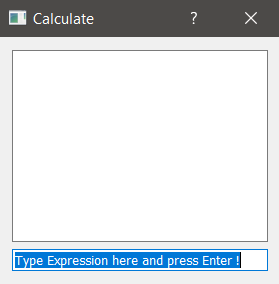 Calculate ?
Type Expression here and press Enter !